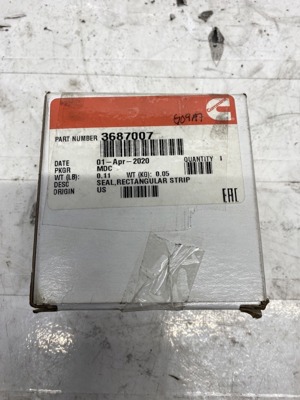 PART NUMBER 3687007
DATE 01-Apr-2020 QUANTITY 1
PKGR MDC
WT (LB): 0.11 WT (KG): 0.05
DESC SEAL,RECTANGULAR STRIP
ORIGIN US
EAC